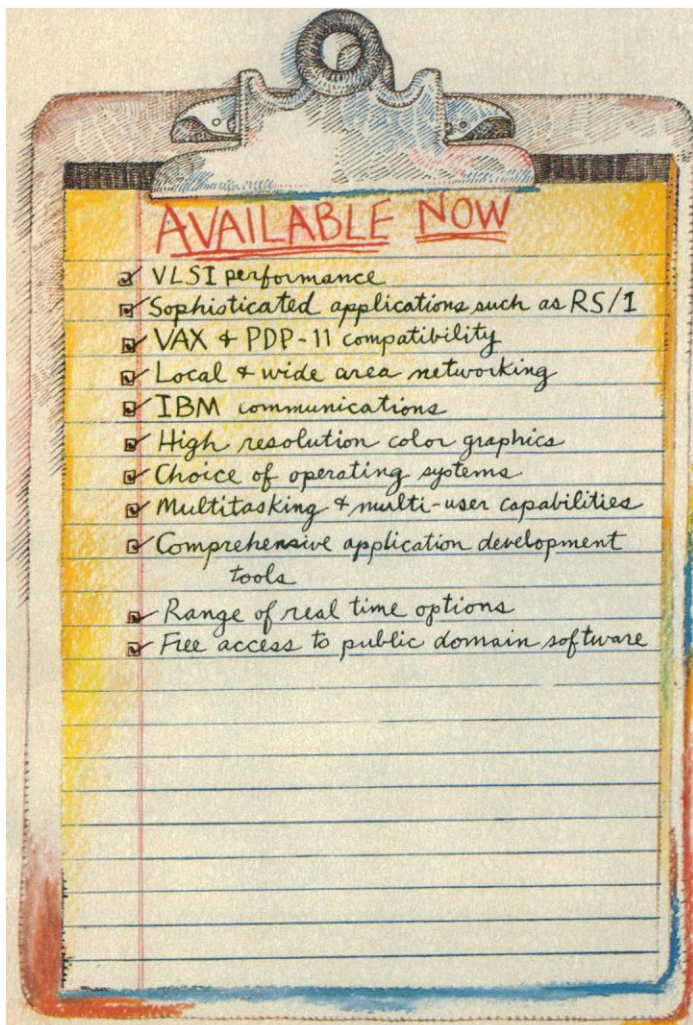 AVAILABLE NOW
VLSI performance
Sophisticated applications such as RS/1
VAX + PDP-11 compatibility
Local + wide area networking
IBM communications
High resolution color graphics
Choice of operating systems
Multitasking + multi-user capabilities
Comprehensive application development
tools
Range of real time options
Free access to public domain software